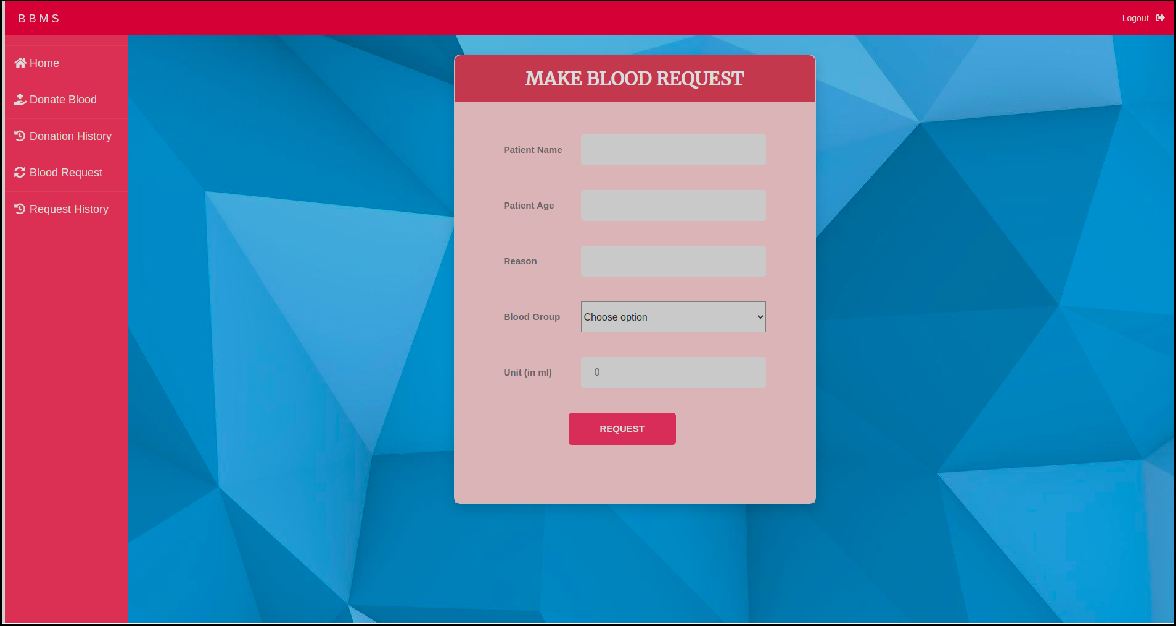 B B M S
Logout
Home
Donate Blood
Donation History
Blood Request
Request History
MAKE BLOOD REQUEST
Patient Name
Patient Age
Reason
Blood Group Choose option
Unit (in ml) 0
REQUEST